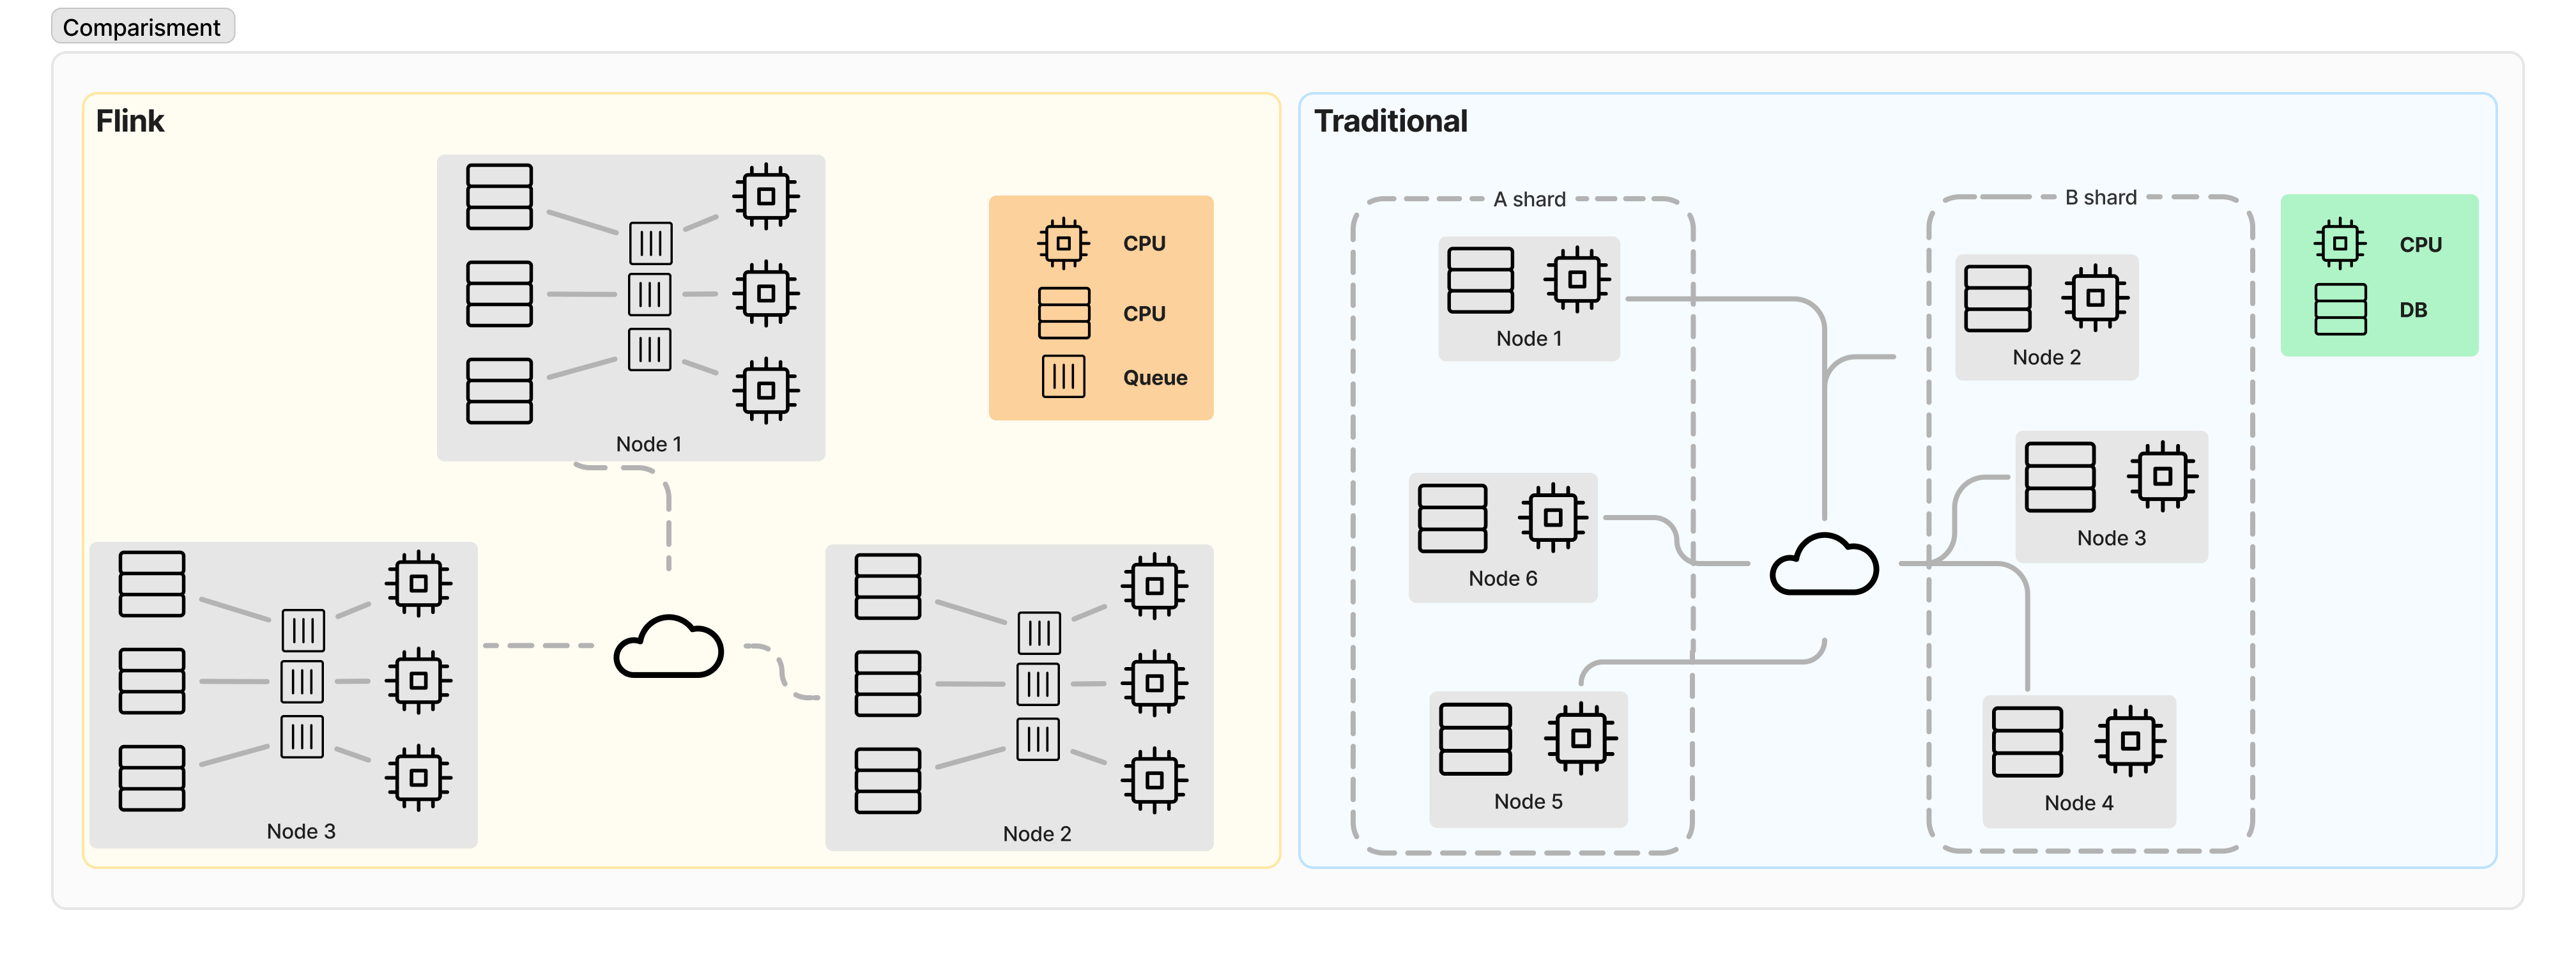 Comparisment
Flink
Node 1
CPU
CPU
Queue
Node 3
Node 2
Traditional
A shard
Node 1
Node 6
Node 5
B shard
Node 2
Node 3
Node 4
CPU
DB